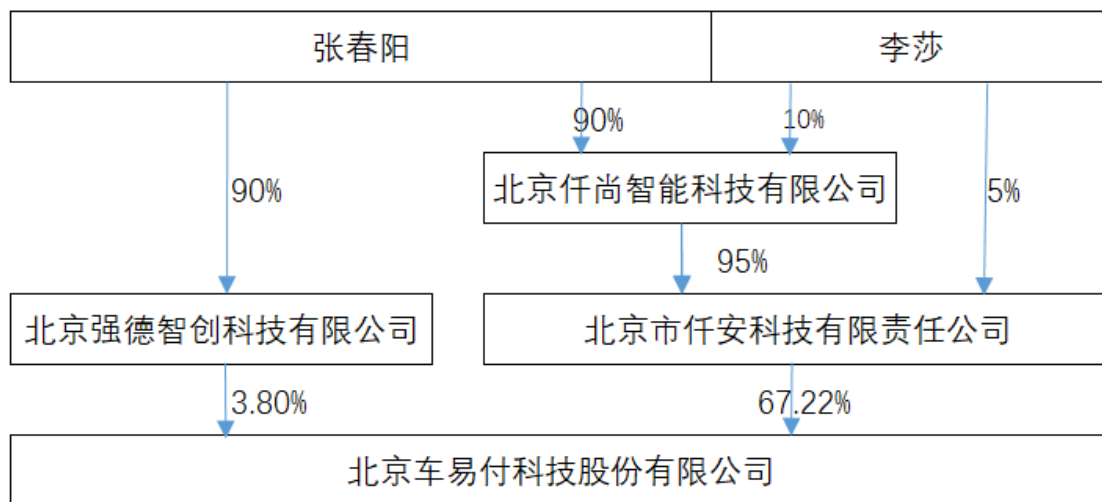 张春阳
李莎
90%
10%
北京仟尚智能科技有限公司
90%
5%
95%
北京强德智创科技有限公司
北京市仟安科技有限责任公司
3.80%
67.22%
北京车易付科技股份有限公司